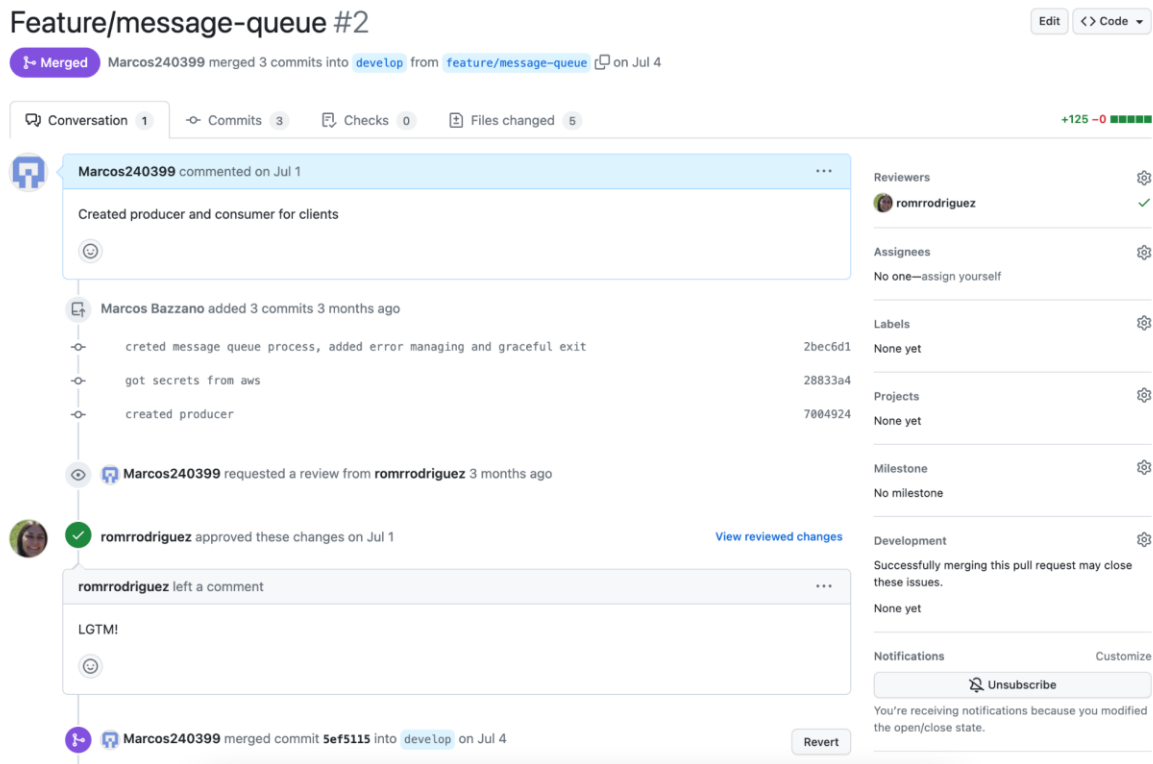 Feature/message-queue #2
Edit
<> Code
Merged
Marcos240399 merged 3 commits into develop from feature/message-queue on Jul 4
Conversation 1
Commits 3
Checks 0
Files changed 5
+125 −0
Marcos240399 commented on Jul 1
...
Created producer and consumer for clients
Marcos Bazzano added 3 commits 3 months ago
creted message queue process, added error managing and graceful exit 2bec6d1
got secrets from aws 28833a4
created producer 7004924
Marcos240399 requested a review from romrrodriguez 3 months ago
romrrodriguez approved these changes on Jul 1
View reviewed changes
romrrodriguez left a comment
...
LGTM!
Marcos240399 merged commit 5ef5115 into develop on Jul 4
Revert
Reviewers
romrrodriguez
Assignees
No one—assign yourself
Labels
None yet
Projects
None yet
Milestone
No milestone
Development
Successfully merging this pull request may close
these issues.
None yet
Notifications
Customize
Unsubscribe
You're receiving notifications because you modified
the open/close state.